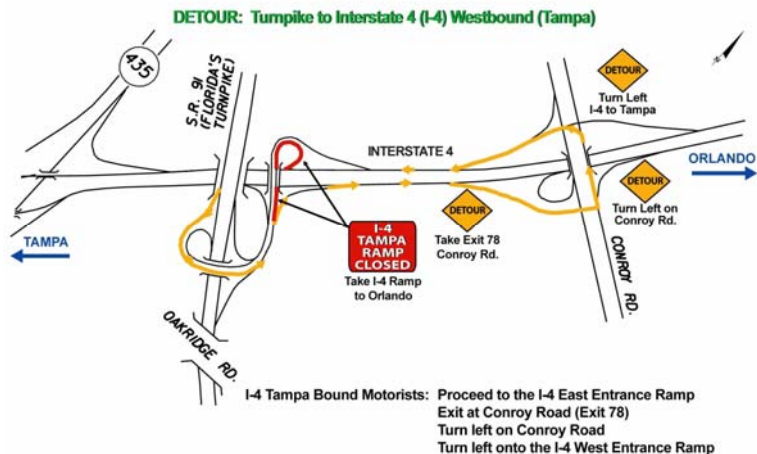 DETOUR: Turnpike to Interstate 4 (I-4) Westbound (Tampa)
435
S.R. 91
(FLORIDA'S
TURNPIKE)
DETOUR
Turn Left
I-4 to Tampa
INTERSTATE 4
ORLANDO
DETOUR
Turn Left on
Conroy Rd.
DETOUR
Take Exit 78
Conroy Rd.
I-4
TAMPA
RAMP
CLOSED
Take I-4 Ramp
to Orlando
TAMPA
CONROY RD.
OAKRIDGE RD.
I-4 Tampa Bound Motorists: Proceed to the I-4 East Entrance Ramp
Exit at Conroy Road (Exit 78)
Turn left on Conroy Road
Turn left onto the I-4 West Entrance Ramp